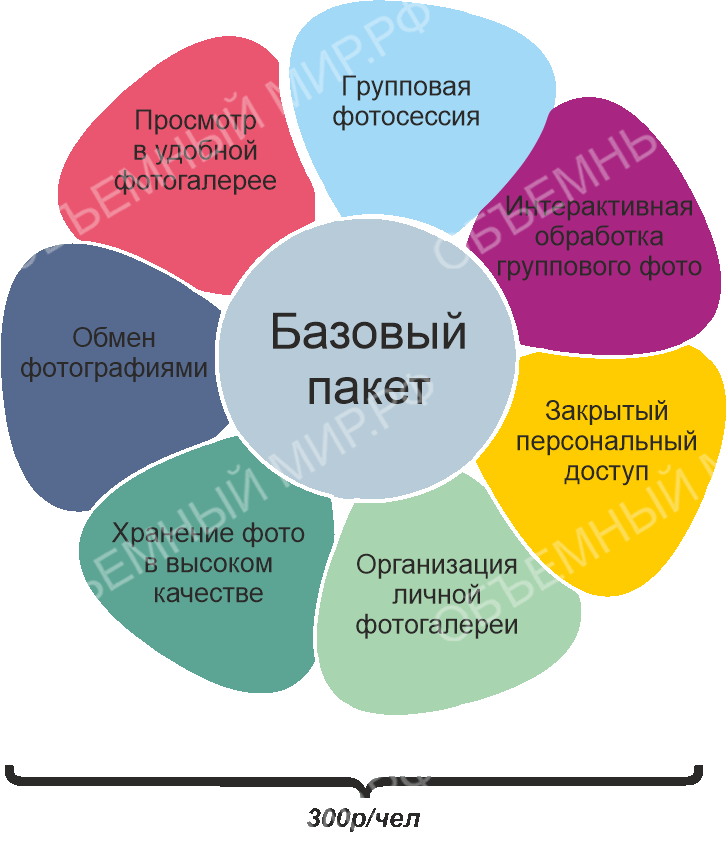 Групповая
фотосессия
Интерактивная
обработка
группового фото
Закрытый
персональный
доступ
Организация
личной
фотогалереи
Хранение фото
в высоком
качестве
Обмен
фотографиями
Просмотр
в удобной
фотогалерее
Базовый
пакет
300р/чел
ОБЪЕМНЫЙ МИР.РФ